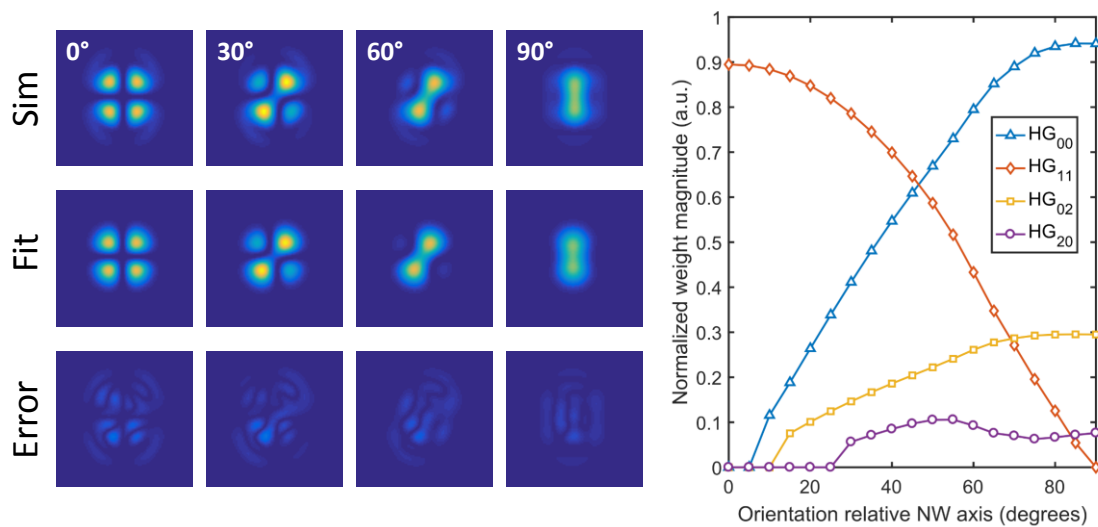 0°
30°
60°
90°
Sim
Fit
Error
Normalized weight magnitude (a.u.)
1
0.9
0.8
0.7
0.6
0.5
0.4
0.3
0.2
0.1
0
HG00
HG11
HG02
HG20
0
20
40
60
80
Orientation relative NW axis (degrees)